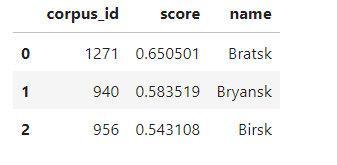 corpus_id score name
0 1271 0.650501 Bratsk
1 940 0.583519 Bryansk
2 956 0.543108 Birsk